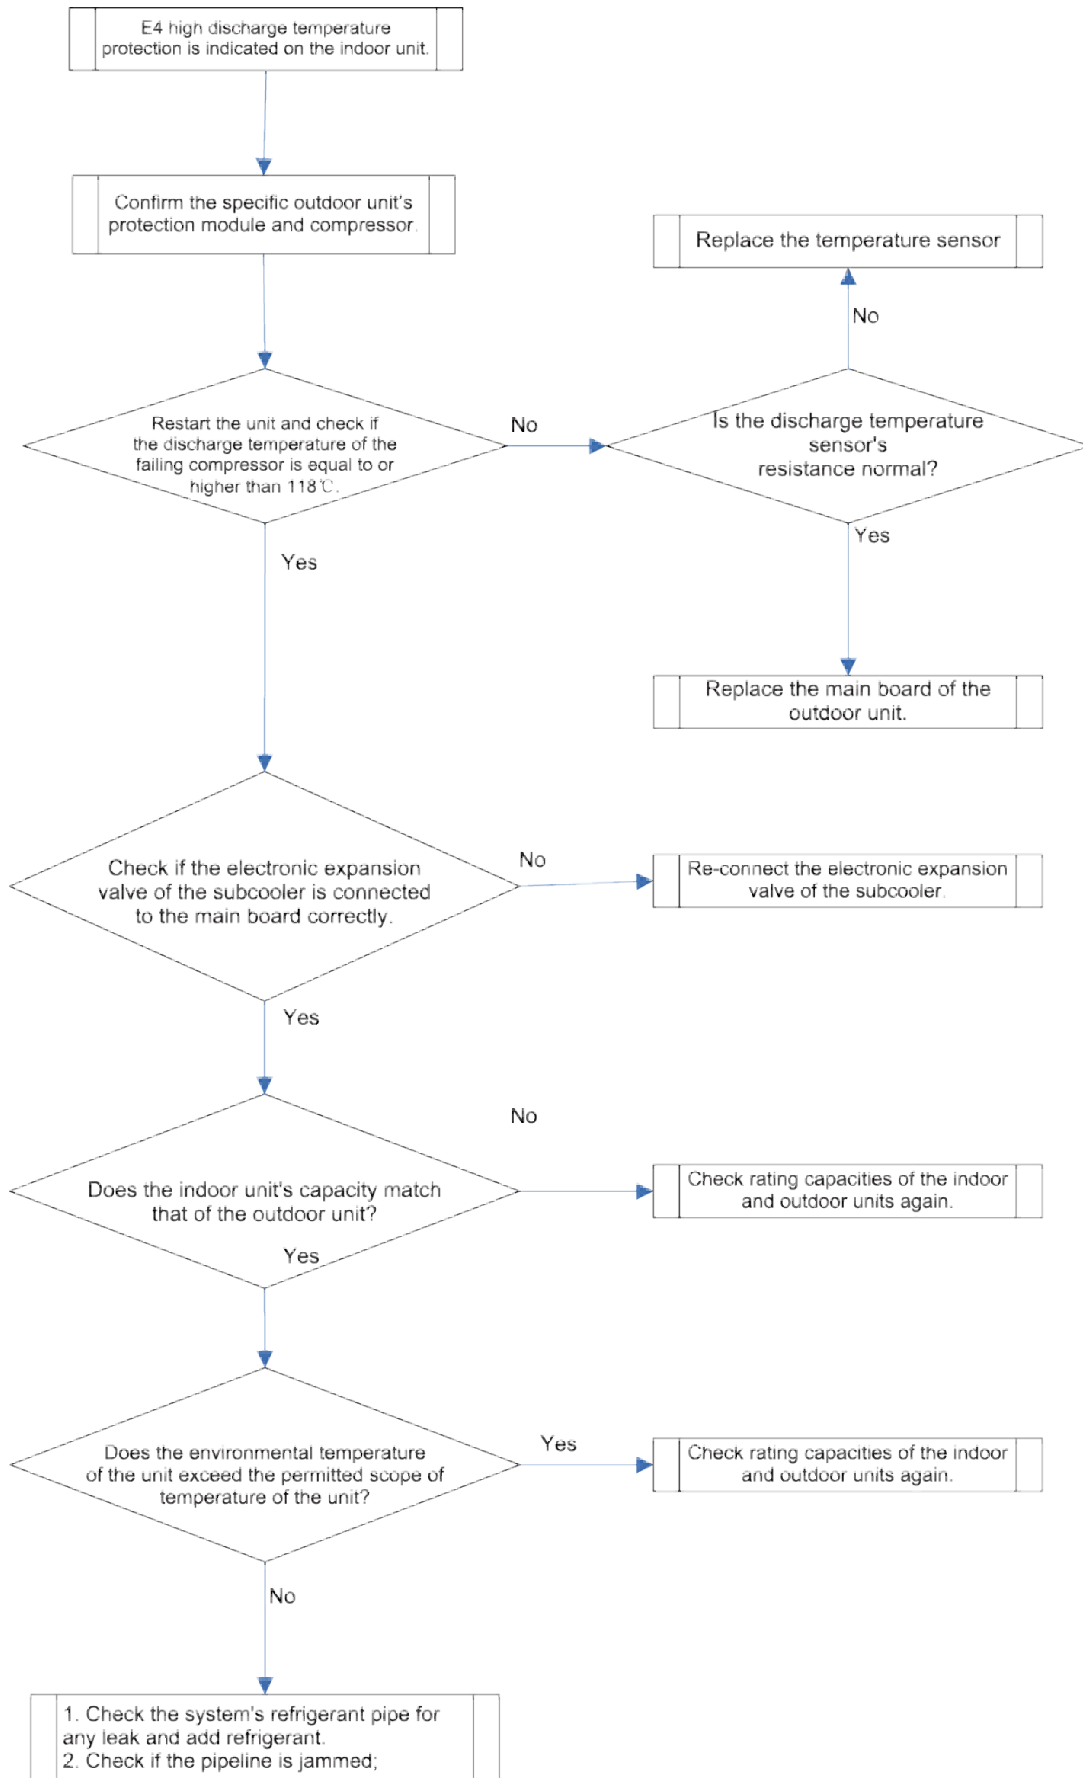 E4 high discharge temperature
protection is indicated on the indoor unit.
Confirm the specific outdoor unit's
protection module and compressor.
Replace the temperature sensor
No
Restart the unit and check if
the discharge temperature of the
failing compressor is equal to or
higher than 118℃.
No
Is the discharge temperature
sensor's
resistance normal?
Yes
Yes
Replace the main board of the
outdoor unit.
Check if the electronic expansion
valve of the subcooler is connected
to the main board correctly.
No
Re-connect the electronic expansion
valve of the subcooler.
Yes
No
Does the indoor unit's capacity match
that of the outdoor unit?
Check rating capacities of the indoor
and outdoor units again.
Yes
Does the environmental temperature
of the unit exceed the permitted scope of
temperature of the unit?
Yes
Check rating capacities of the indoor
and outdoor units again.
No
1. Check the system's refrigerant pipe for
any leak and add refrigerant.
2. Check if the pipeline is jammed;